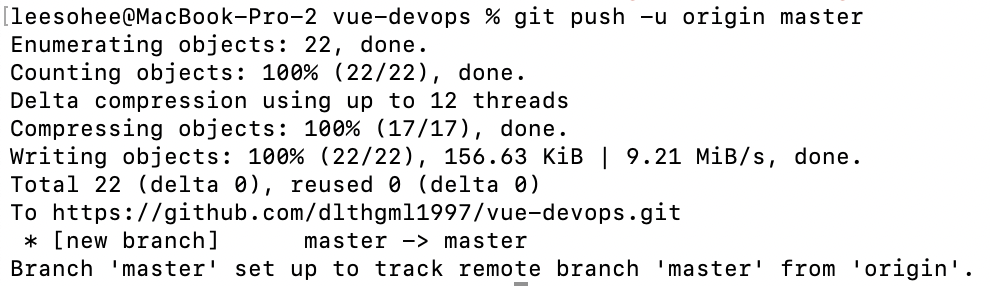 [leesohee@MacBook-Pro-2 vue-devops % git push -u origin master
Enumerating objects: 22, done.
Counting objects: 100% (22/22), done.
Delta compression using up to 12 threads
Compressing objects: 100% (17/17), done.
Writing objects: 100% (22/22), 156.63 KiB | 9.21 MiB/s, done.
Total 22 (delta 0), reused 0 (delta 0)
To https://github.com/dlthgml1997/vue-devops.git
 * [new branch]      master -> master
Branch 'master' set up to track remote branch 'master' from 'origin'.